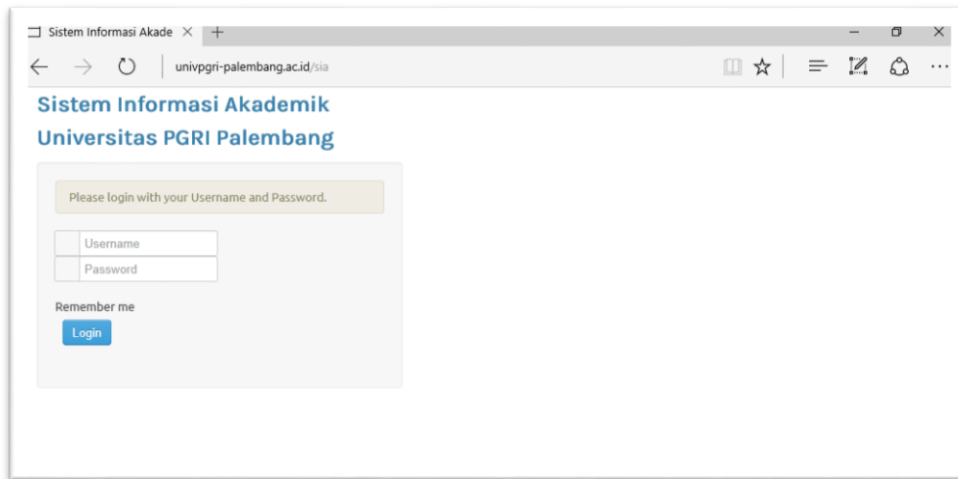 Sistem Informasi Akade
univpgri-palembang.ac.id/sia
Sistem Informasi Akademik
Universitas PGRI Palembang
Please login with your Username and Password.
Username
Password
Remember me
Login